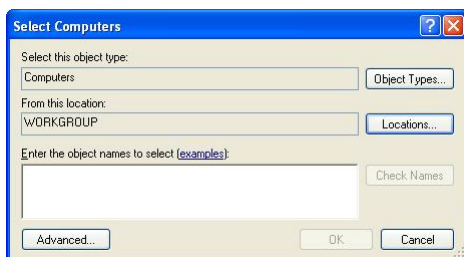 Select Computers
Select this object type:
Computers
Object Types...
From this location:
WORKGROUP
Locations...
Enter the object names to select (examples):
Check Names
Advanced...
OK
Cancel